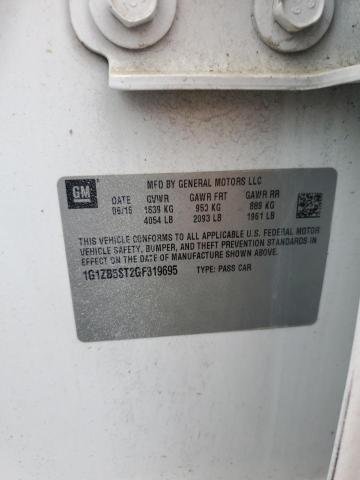 GM
MFD BY GENERAL MOTORS LLC
DATE GVWR GAWR FRT GAWR RR
06/16 1839 KG 950 KG 889 KG
4054 LB 2093 LB 1961 LB
THIS VEHICLE CONFORMS TO ALL APPLICABLE U.S. FEDERAL MOTOR
VEHICLE SAFETY, BUMPER, AND THEFT PREVENTION STANDARDS IN
EFFECT ON THE DATE OF MANUFACTURE SHOWN ABOVE.
1G1ZB5ST2GF319695 TYPE: PASS CAR